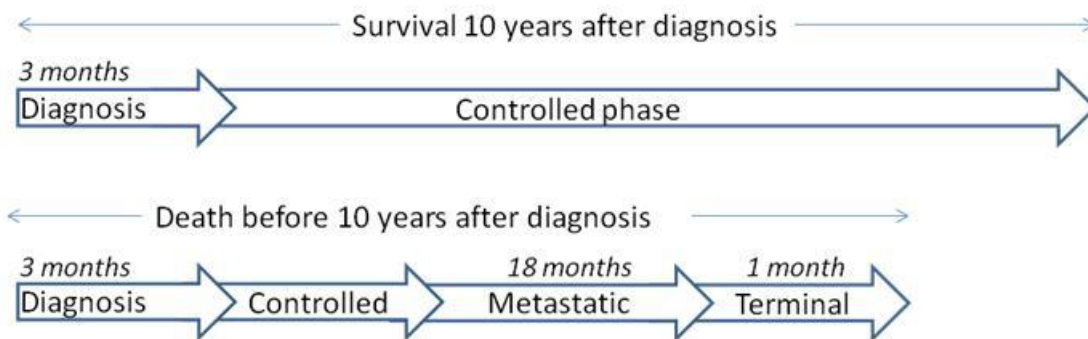 Survival 10 years after diagnosis
3 months
Diagnosis Controlled phase
Death before 10 years after diagnosis
3 months 18 months 1 month
Diagnosis Controlled Metastatic Terminal